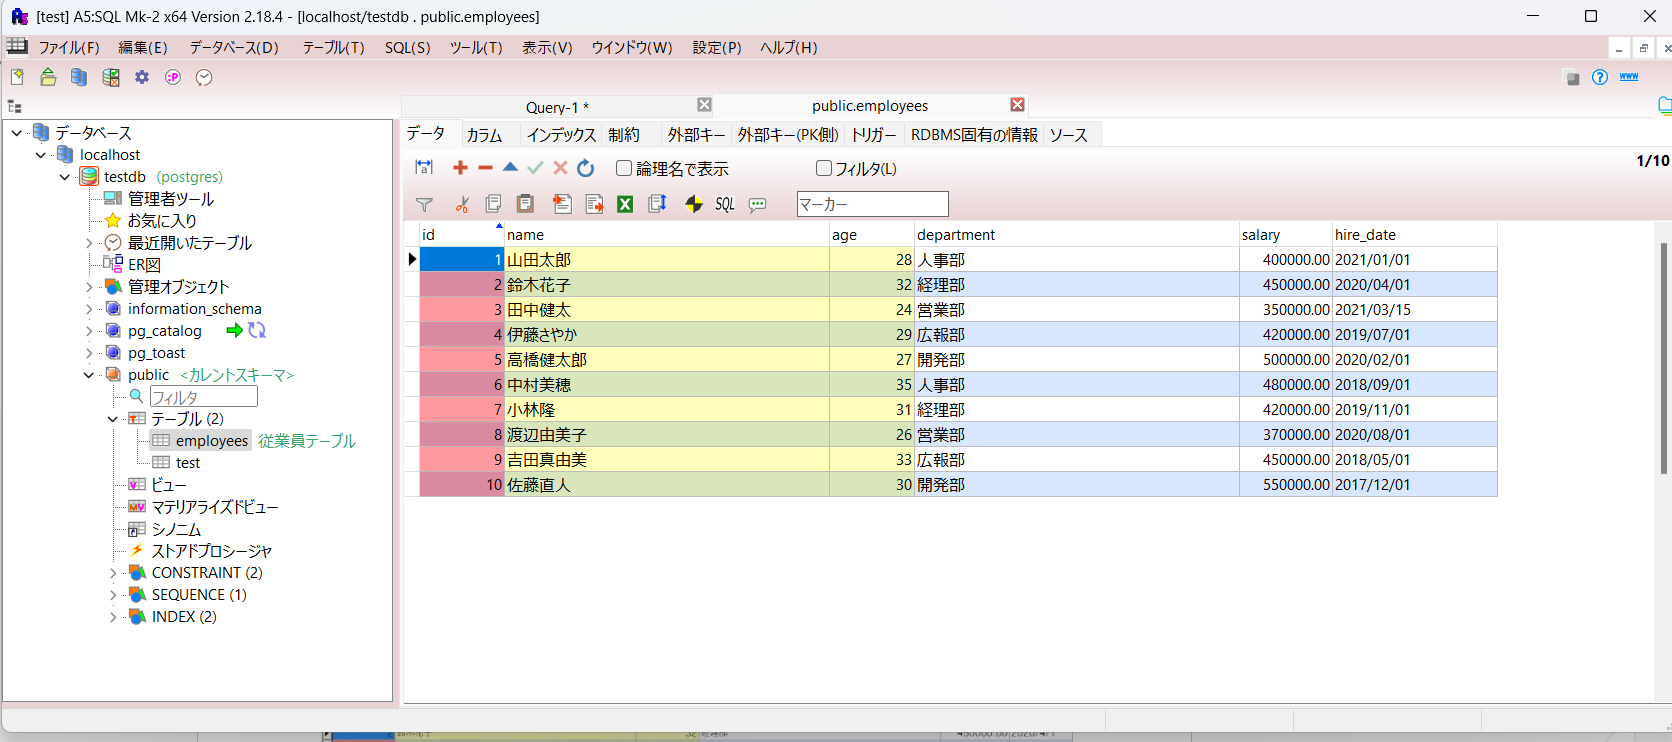 [test] A5:SQL Mk-2 x64 Version 2.18.4 - [localhost/testdb . public.employees]
ファイル(F) 編集(E) データベース(D) テーブル(T) SQL(S) ツール(T) 表示(V) ウインドウ(W) 設定(P) ヘルプ(H)
:P ? www
Query-1 * public.employees
データ カラム インデックス 制約 外部キー 外部キー(PK側) トリガー RDBMS固有の情報 ソース
論理名で表示 フィルタ(L) 1/10
SQL マーカー
データベース
localhost
testdb (postgres)
管理者ツール
お気に入り
最近開いたテーブル
ER図
管理オブジェクト
information_schema
pg_catalog
pg_toast
public <カレントスキーマ>
フィルタ
テーブル (2)
employees 従業員テーブル
test
ビュー
マテリアライズドビュー
シノニム
ストアドプロシージャ
CONSTRAINT (2)
SEQUENCE (1)
INDEX (2)
id name age department salary hire_date
1 山田太郎 28 人事部 400000.00 2021/01/01
2 鈴木花子 32 経理部 450000.00 2020/04/01
3 田中健太 24 営業部 350000.00 2021/03/15
4 伊藤さやか 29 広報部 420000.00 2019/07/01
5 高橋健太郎 27 開発部 500000.00 2020/02/01
6 中村美穂 35 人事部 480000.00 2018/09/01
7 小林隆 31 経理部 420000.00 2019/11/01
8 渡辺由美子 26 営業部 370000.00 2020/08/01
9 吉田真由美 33 広報部 450000.00 2018/05/01
10 佐藤直人 30 開発部 550000.00 2017/12/01